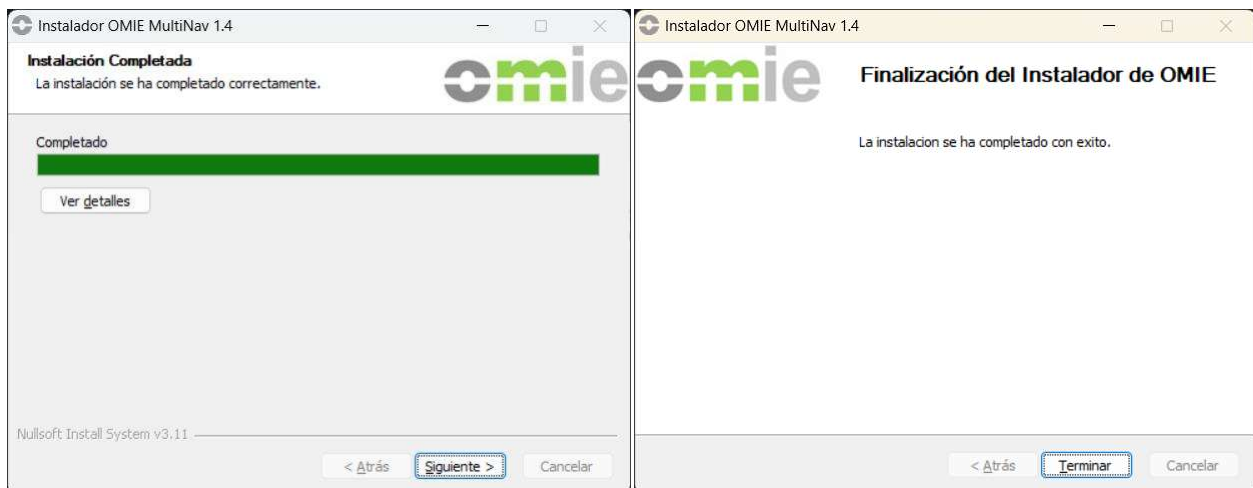 Instalador OMIE MultiNav 1.4
Instalación Completada
La instalación se ha completado correctamente.
omie
Completado
Ver detalles
Nullsoft Install System v3.11
< Atrás
Siguiente >
Cancelar
Instalador OMIE MultiNav 1.4
omie
Finalización del Instalador de OMIE
La instalacion se ha completado con exito.
< Atrás
Terminar
Cancelar